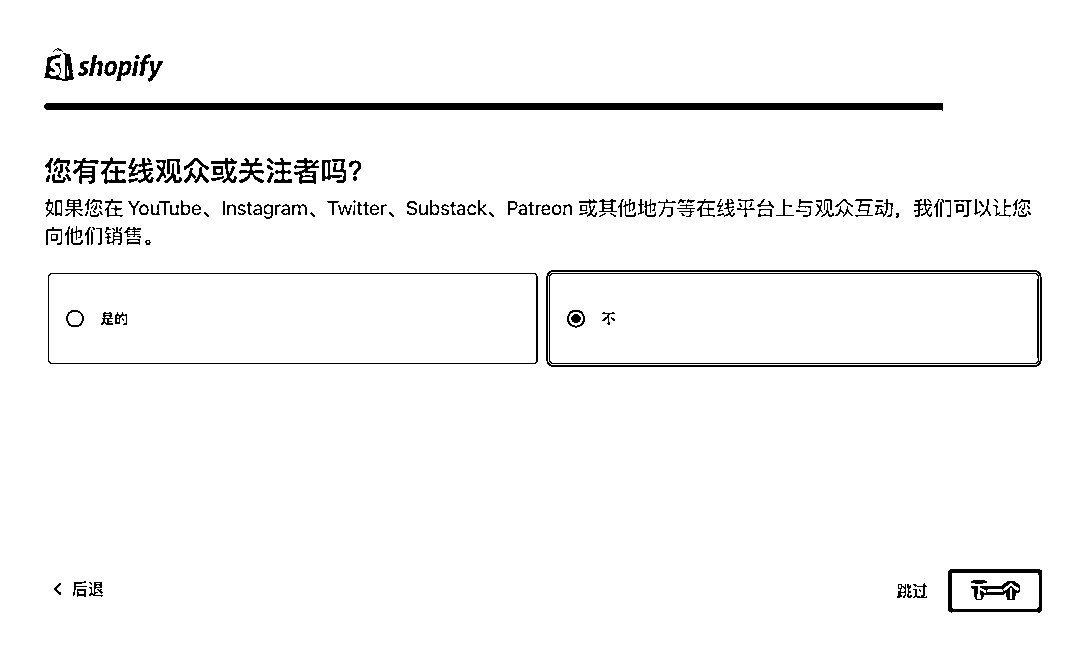 shopify
您有在线观众或关注者吗?
如果您在 YouTube、Instagram、Twitter、Substack、Patreon 或其他地方等在线平台上与观众互动，我们可以让您
向他们销售。
是的
不
后退
跳过
下一个